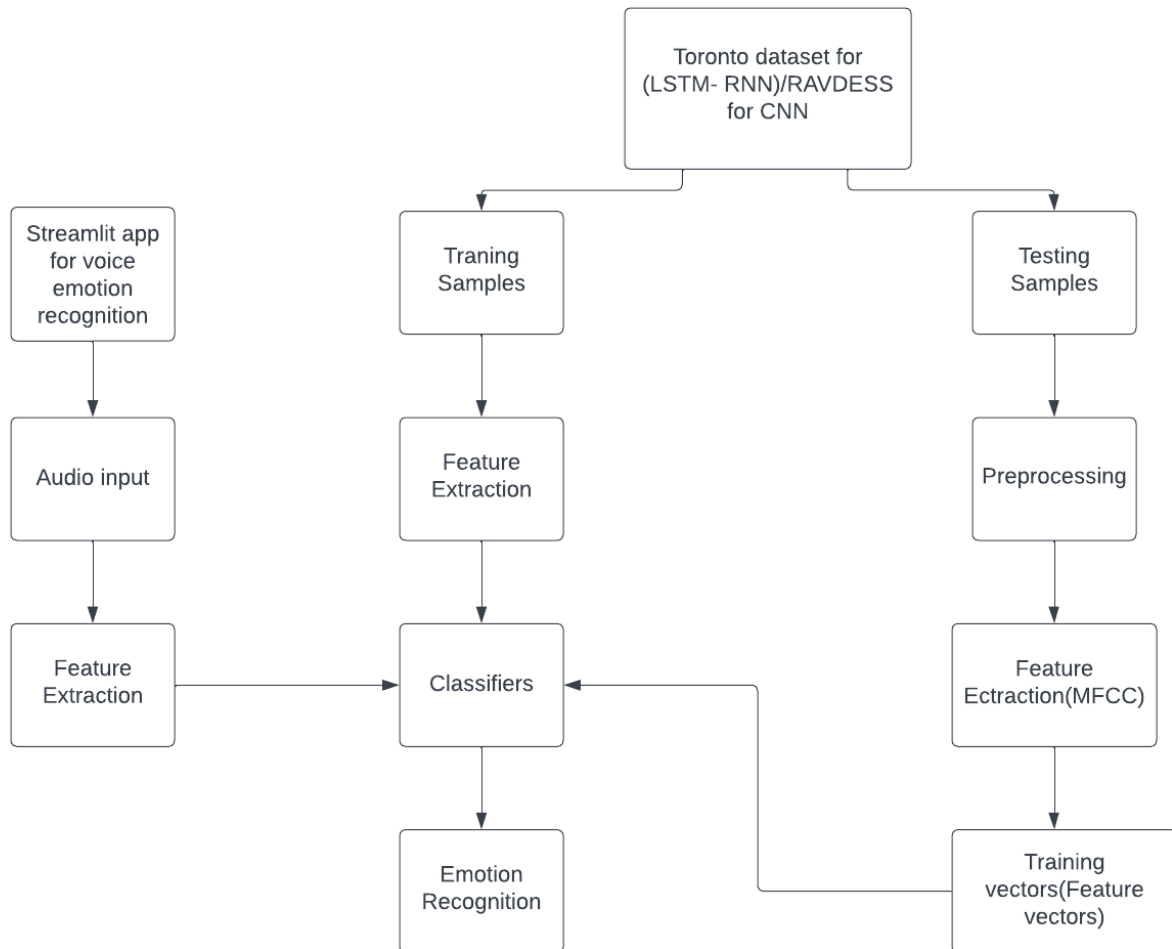 Toronto dataset for
(LSTM- RNN)/RAVDESS
for CNN
Streamlit app
for voice
emotion
recognition
Traning
Samples
Testing
Samples
Audio input
Feature
Extraction
Preprocessing
Feature
Extraction
Classifiers
Feature
Ectraction(MFCC)
Emotion
Recognition
Training
vectors(Feature
vectors)